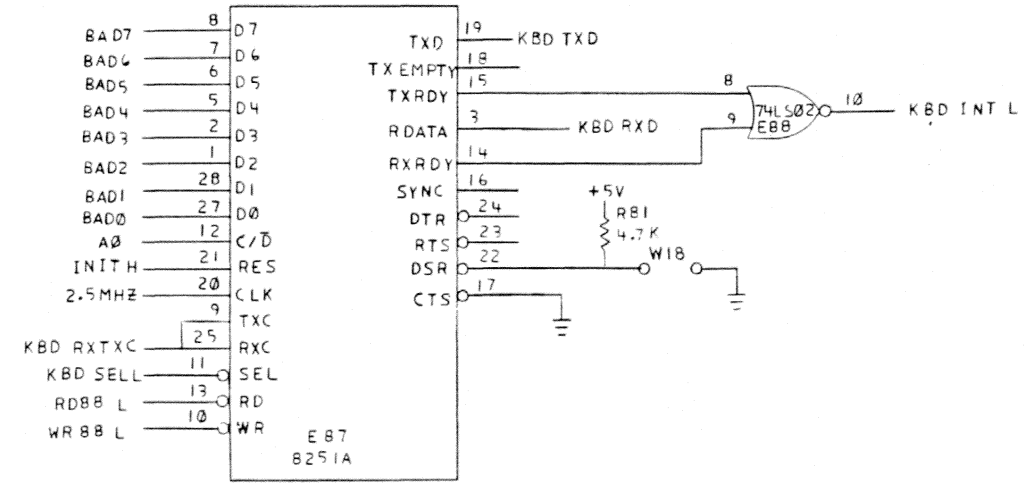 BAD7 8 D7
BAD6 7 D6
BAD5 6 D5
BAD4 5 D4
BAD3 2 D3
BAD2 1 D2
BAD1 28 D1
BAD0 27 D0
A0 12 C/D̅
INIT H 21 RES
2.5MHZ 20 CLK
9 TXC
KBD RXTXC 25 RXC
KBD SELL 11 SEL
RD88 L 13 RD
WR88 L 10 WR
E87
8251A
TXD 19 KBD TXD
TXEMPTY 18
TXRDY 15
RDATA 3 KBD RXD
RXRDY 14
SYNC 16
DTR 24
RTS 23
DSR 22
CTS 17
+5V
R81
4.7K
W18
8
9
74LS02
E88
10 KBD INT L